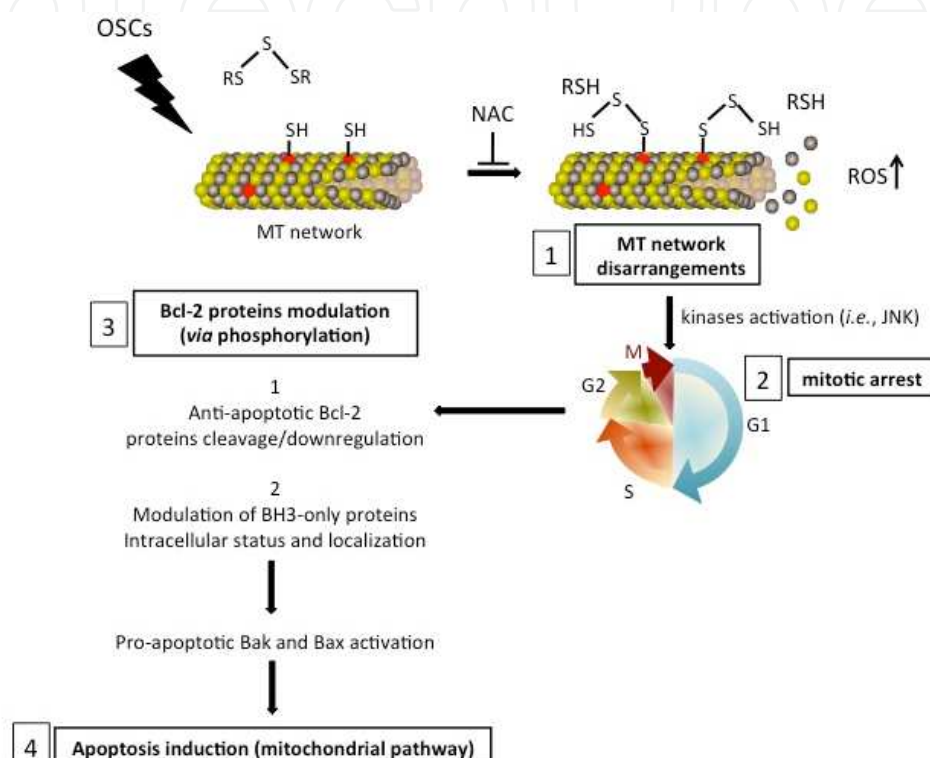 OSCs
S
RS
SR
SH
SH
MT network
NAC
RSH
S
HS
S
S
S
SH
RSH
ROS
1
MT network
disarrangements
kinases activation (i.e., JNK)
2
mitotic arrest
M
G2
G1
S
3
Bcl-2 proteins modulation
(via phosphorylation)
1
Anti-apoptotic Bcl-2
proteins cleavage/downregulation
2
Modulation of BH3-only proteins
Intracellular status and localization
Pro-apoptotic Bak and Bax activation
4
Apoptosis induction (mitochondrial pathway)